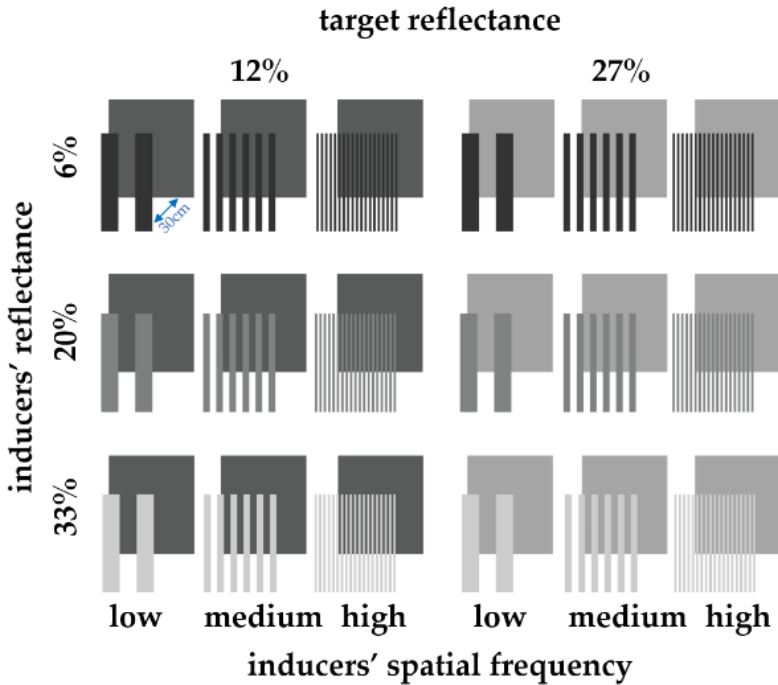 target reflectance
12% 27%
6%
30cm
20%
33%
inducers' reflectance
low medium high low medium high
inducers' spatial frequency